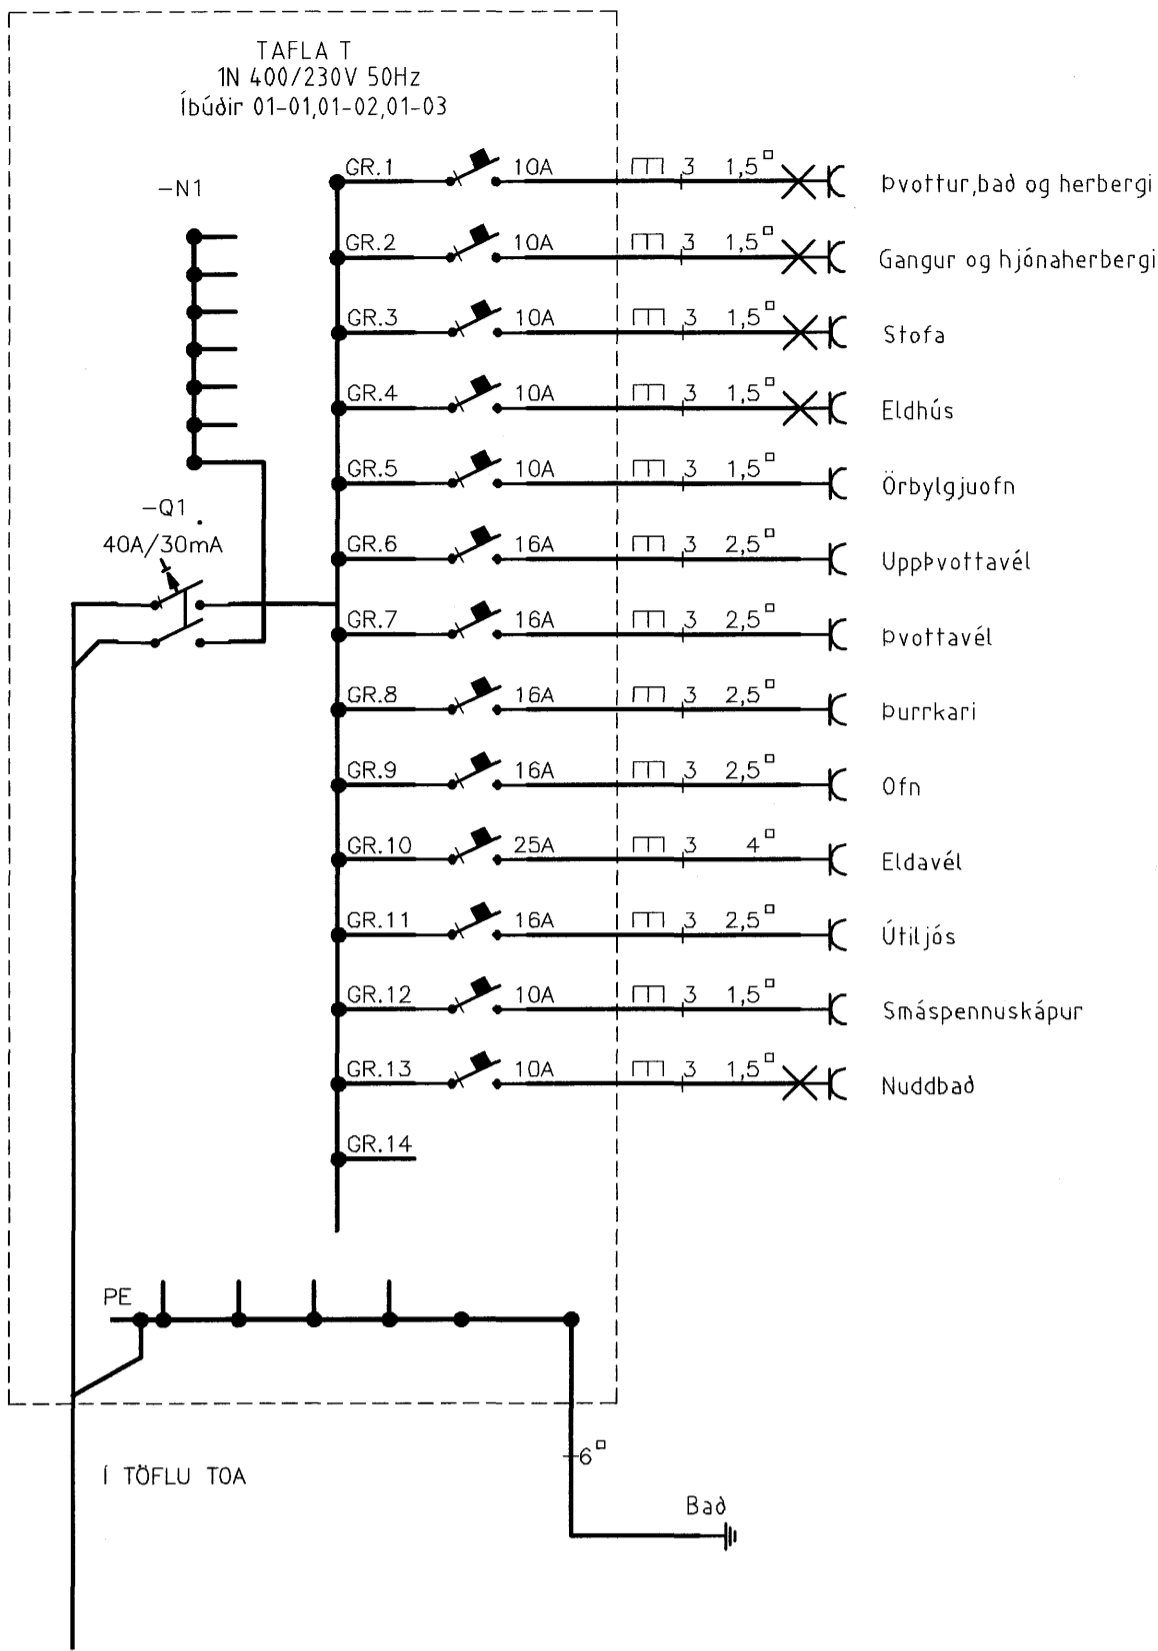 TAFLA T
1N 400/230V 50Hz
Íbúðir 01-01,01-02,01-03
-N1
GR.1 10A 3 1,5□ Þvottur,bað og herbergi
GR.2 10A 3 1,5□ Gangur og hjónaherbergi
GR.3 10A 3 1,5□ Stofa
GR.4 10A 3 1,5□ Eldhús
GR.5 10A 3 1,5□ Örbylgjuofn
-Q1
40A/30mA
GR.6 16A 3 2,5□ UppÞvottavél
GR.7 16A 3 2,5□ Þvottavél
GR.8 16A 3 2,5□ Þurrkari
GR.9 16A 3 2,5□ Ofn
GR.10 25A 3 4□ Eldavél
GR.11 16A 3 2,5□ Útiljós
GR.12 10A 3 1,5□ Smáspennuskápur
GR.13 10A 3 1,5□ Nuddbað
GR.14
PE
Í TÖFLU TOA
6□
Bað